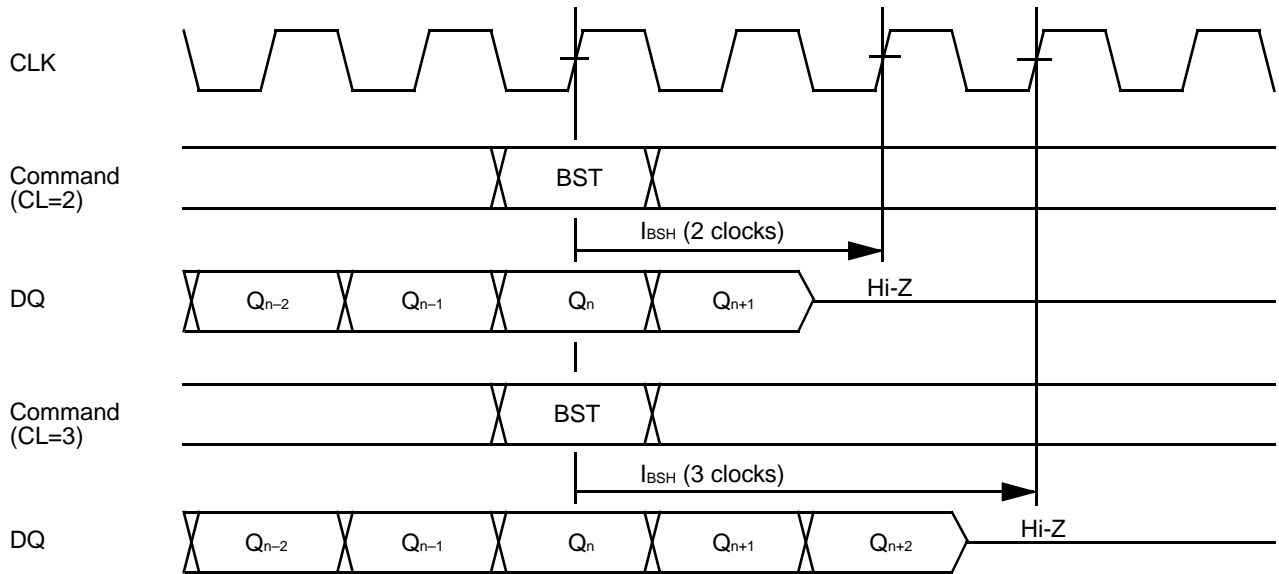 CLK
Command
(CL=2)
BST
IBSH (2 clocks)
DQ
Qn–2
Qn–1
Qn
Qn+1
Hi-Z
Command
(CL=3)
BST
IBSH (3 clocks)
DQ
Qn–2
Qn–1
Qn
Qn+1
Qn+2
Hi-Z